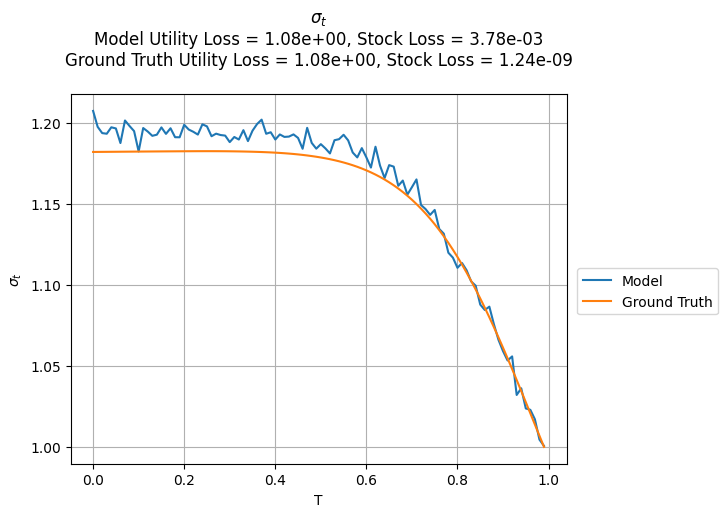 σₜ
Model Utility Loss = 1.08e+00, Stock Loss = 3.78e-03
Ground Truth Utility Loss = 1.08e+00, Stock Loss = 1.24e-09
1.20
1.15
1.10
1.05
1.00
σₜ
0.0 0.2 0.4 0.6 0.8 1.0
T
Model
Ground Truth